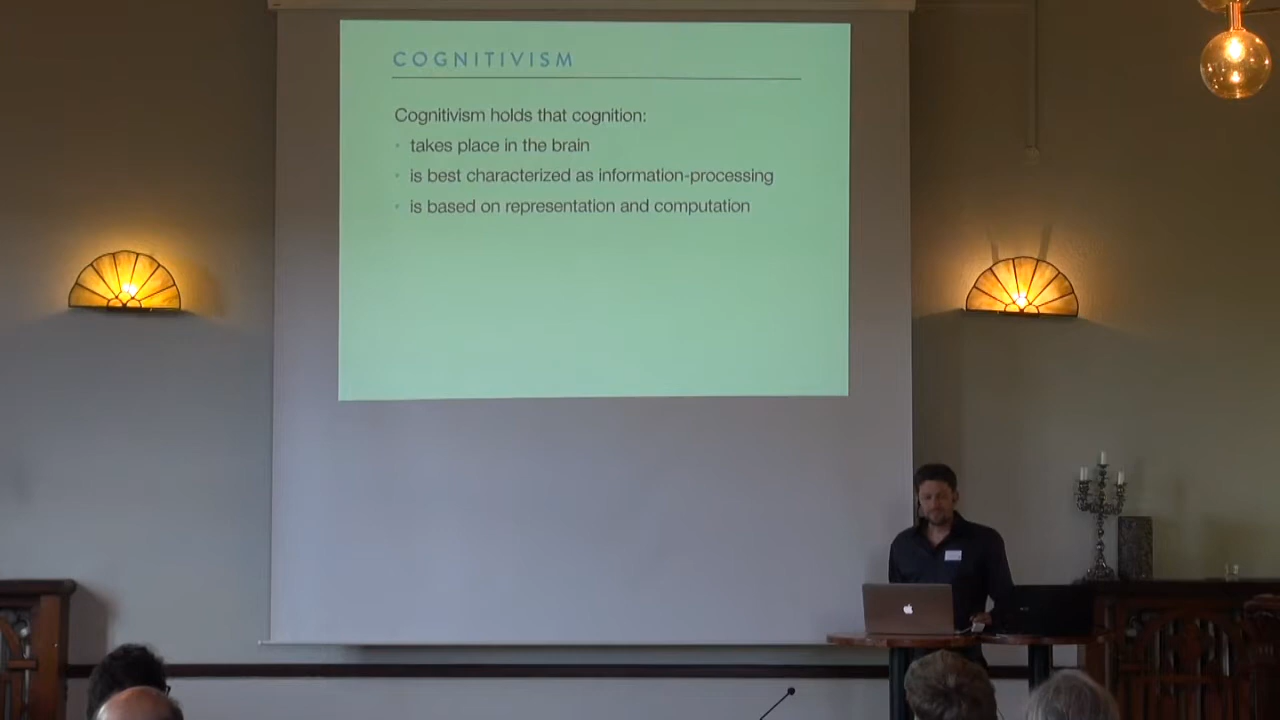 COGNITIVISM
Cognitivism holds that cognition:
• takes place in the brain
• is best characterized as information-processing
• is based on representation and computation